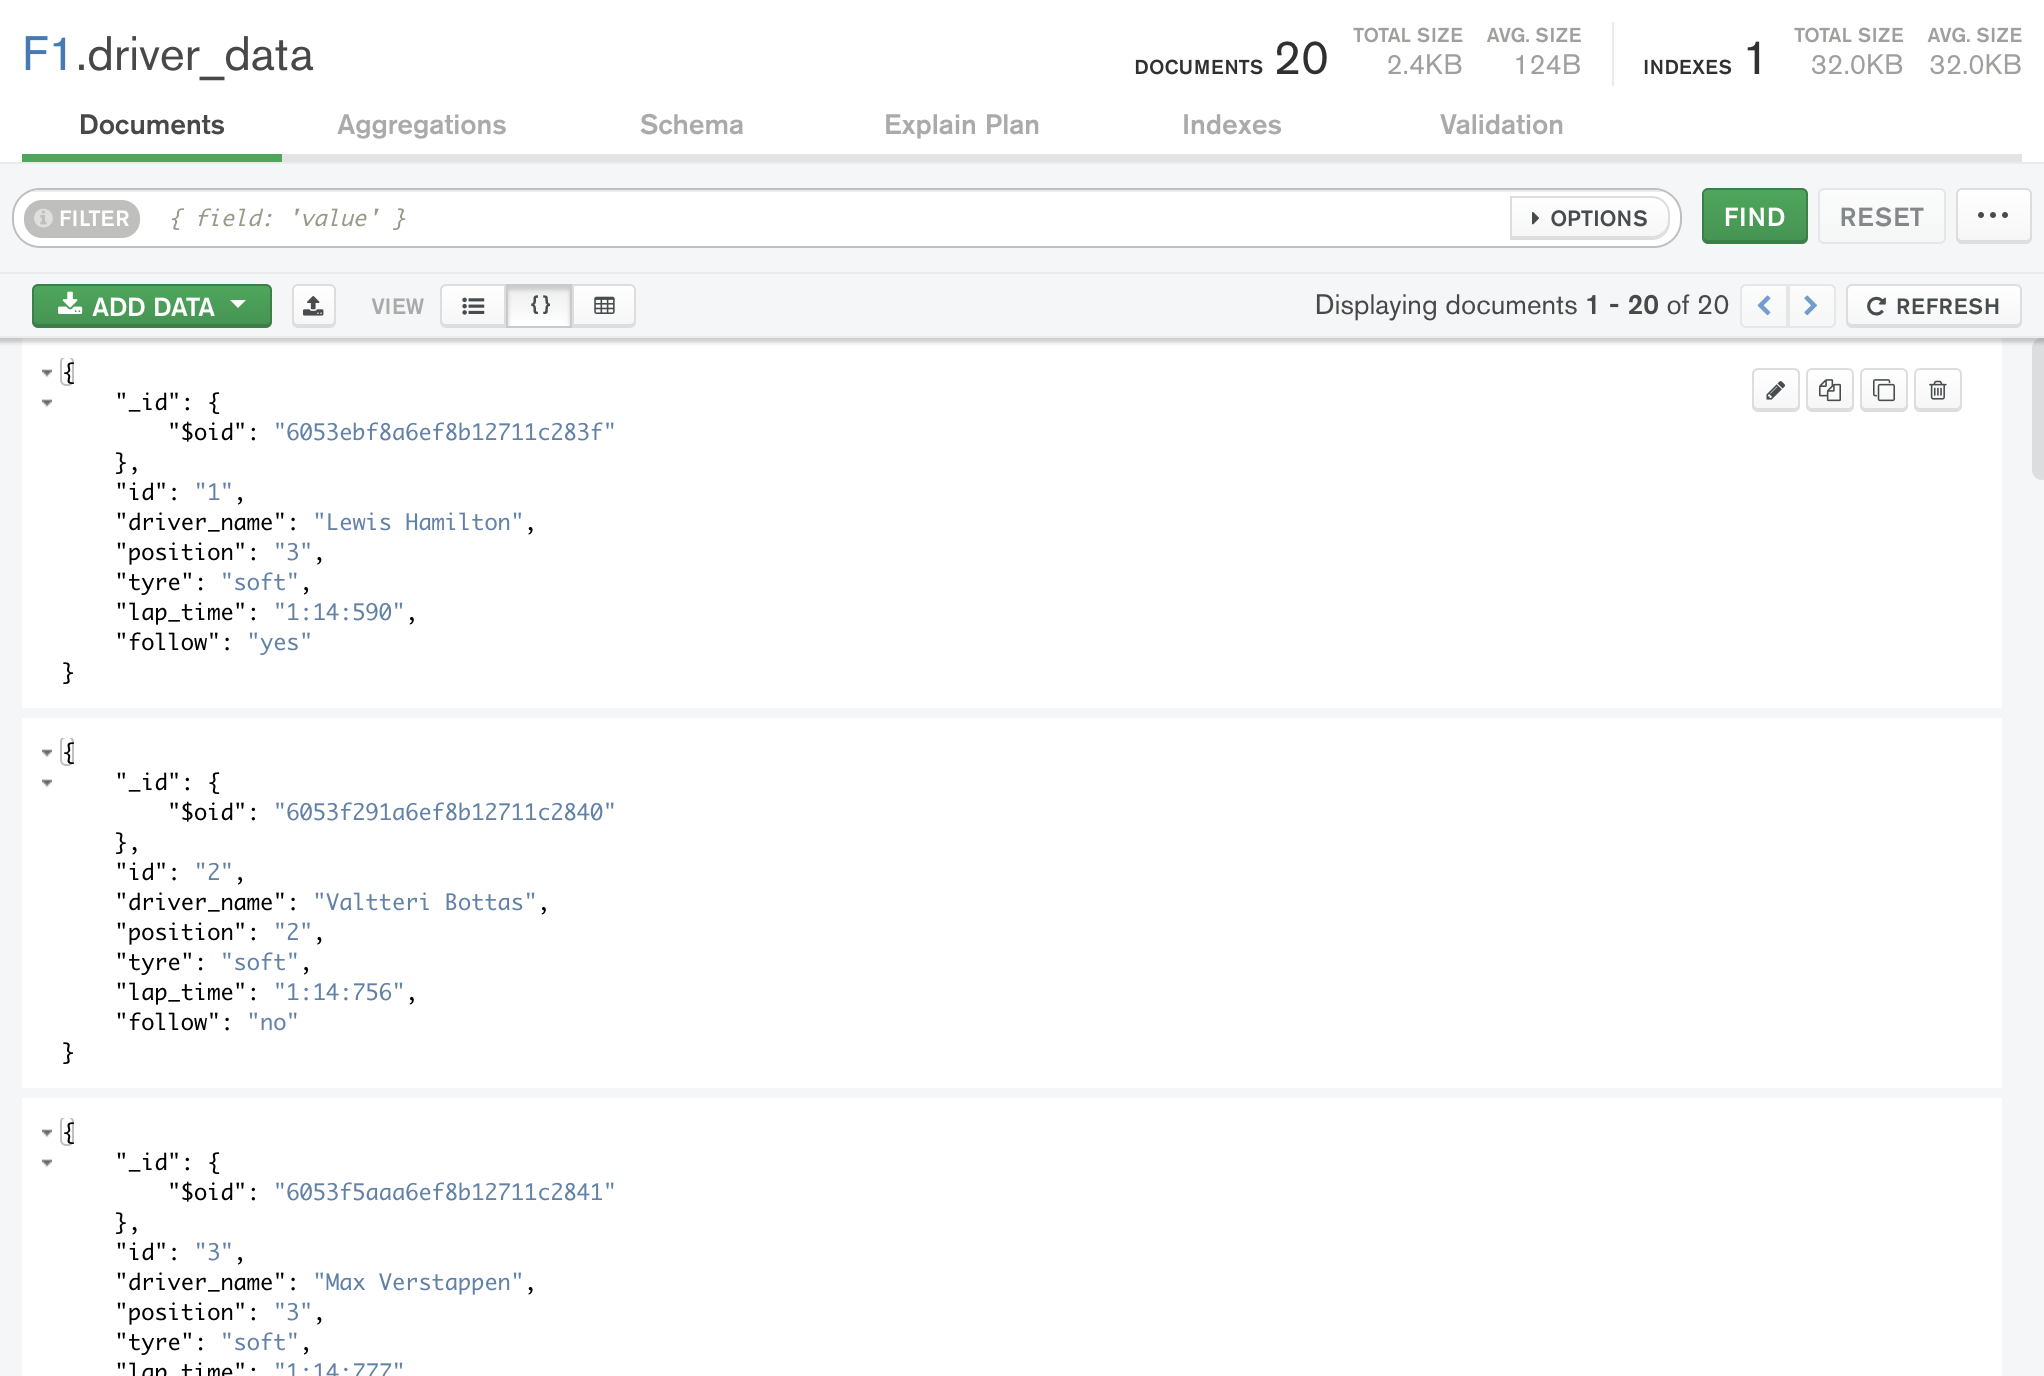 F1.driver_data
DOCUMENTS 20 TOTAL SIZE 2.4KB AVG. SIZE 124B INDEXES 1 TOTAL SIZE 32.0KB AVG. SIZE 32.0KB
Documents Aggregations Schema Explain Plan Indexes Validation
FILTER { field: 'value' } OPTIONS FIND RESET ...
ADD DATA VIEW {} Displaying documents 1 - 20 of 20 < > REFRESH
{
"_id": {
"$oid": "6053ebf8a6ef8b12711c283f"
},
"id": "1",
"driver_name": "Lewis Hamilton",
"position": "3",
"tyre": "soft",
"lap_time": "1:14:590",
"follow": "yes"
}
{
"_id": {
"$oid": "6053f291a6ef8b12711c2840"
},
"id": "2",
"driver_name": "Valtteri Bottas",
"position": "2",
"tyre": "soft",
"lap_time": "1:14:756",
"follow": "no"
}
{
"_id": {
"$oid": "6053f5aaa6ef8b12711c2841"
},
"id": "3",
"driver_name": "Max Verstappen",
"position": "3",
"tyre": "soft",
"lap_time": "1:14:777"